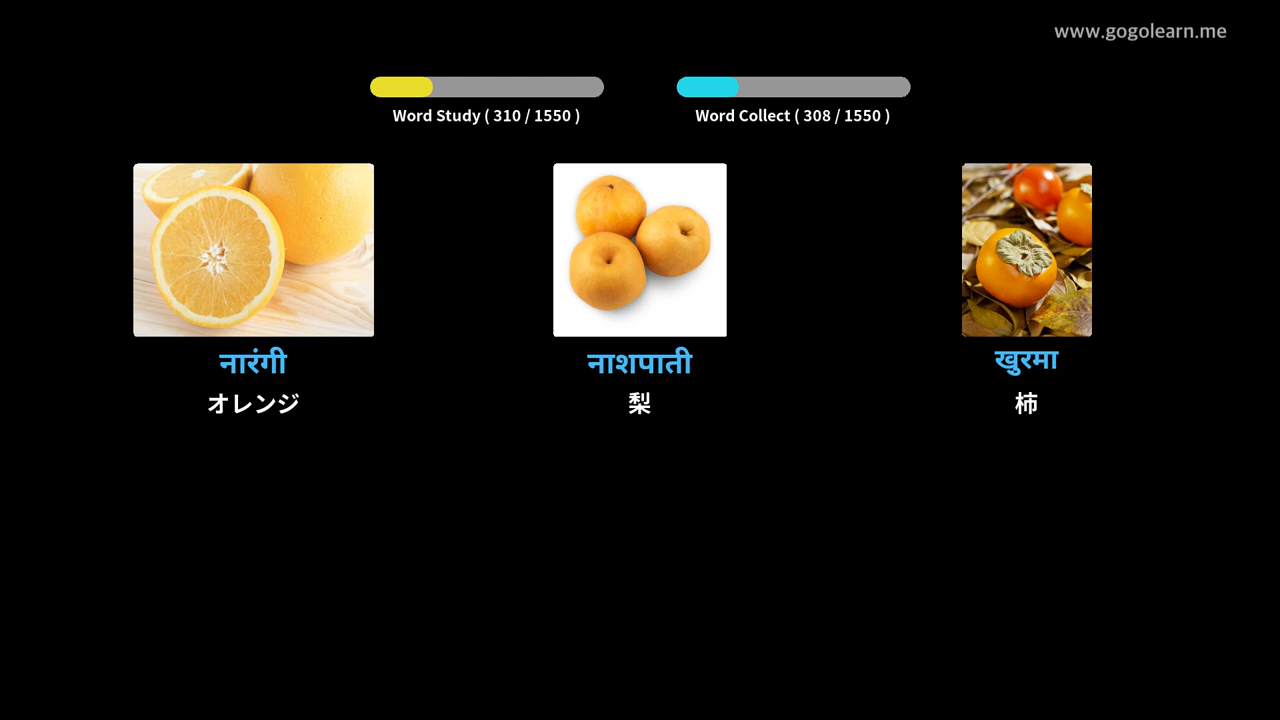 www.gogolearn.me
Word Study ( 310 / 1550 )
Word Collect ( 308 / 1550 )
नारंगी
नाशपाती
ख़ुरमा
オレンジ
梨
柿